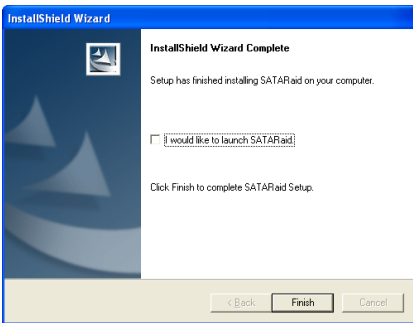 InstallShield Wizard
InstallShield Wizard Complete
Setup has finished installing SATARaid on your computer.
I would like to launch SATARaid.
Click Finish to complete SATARaid Setup.
< Back
Finish
Cancel